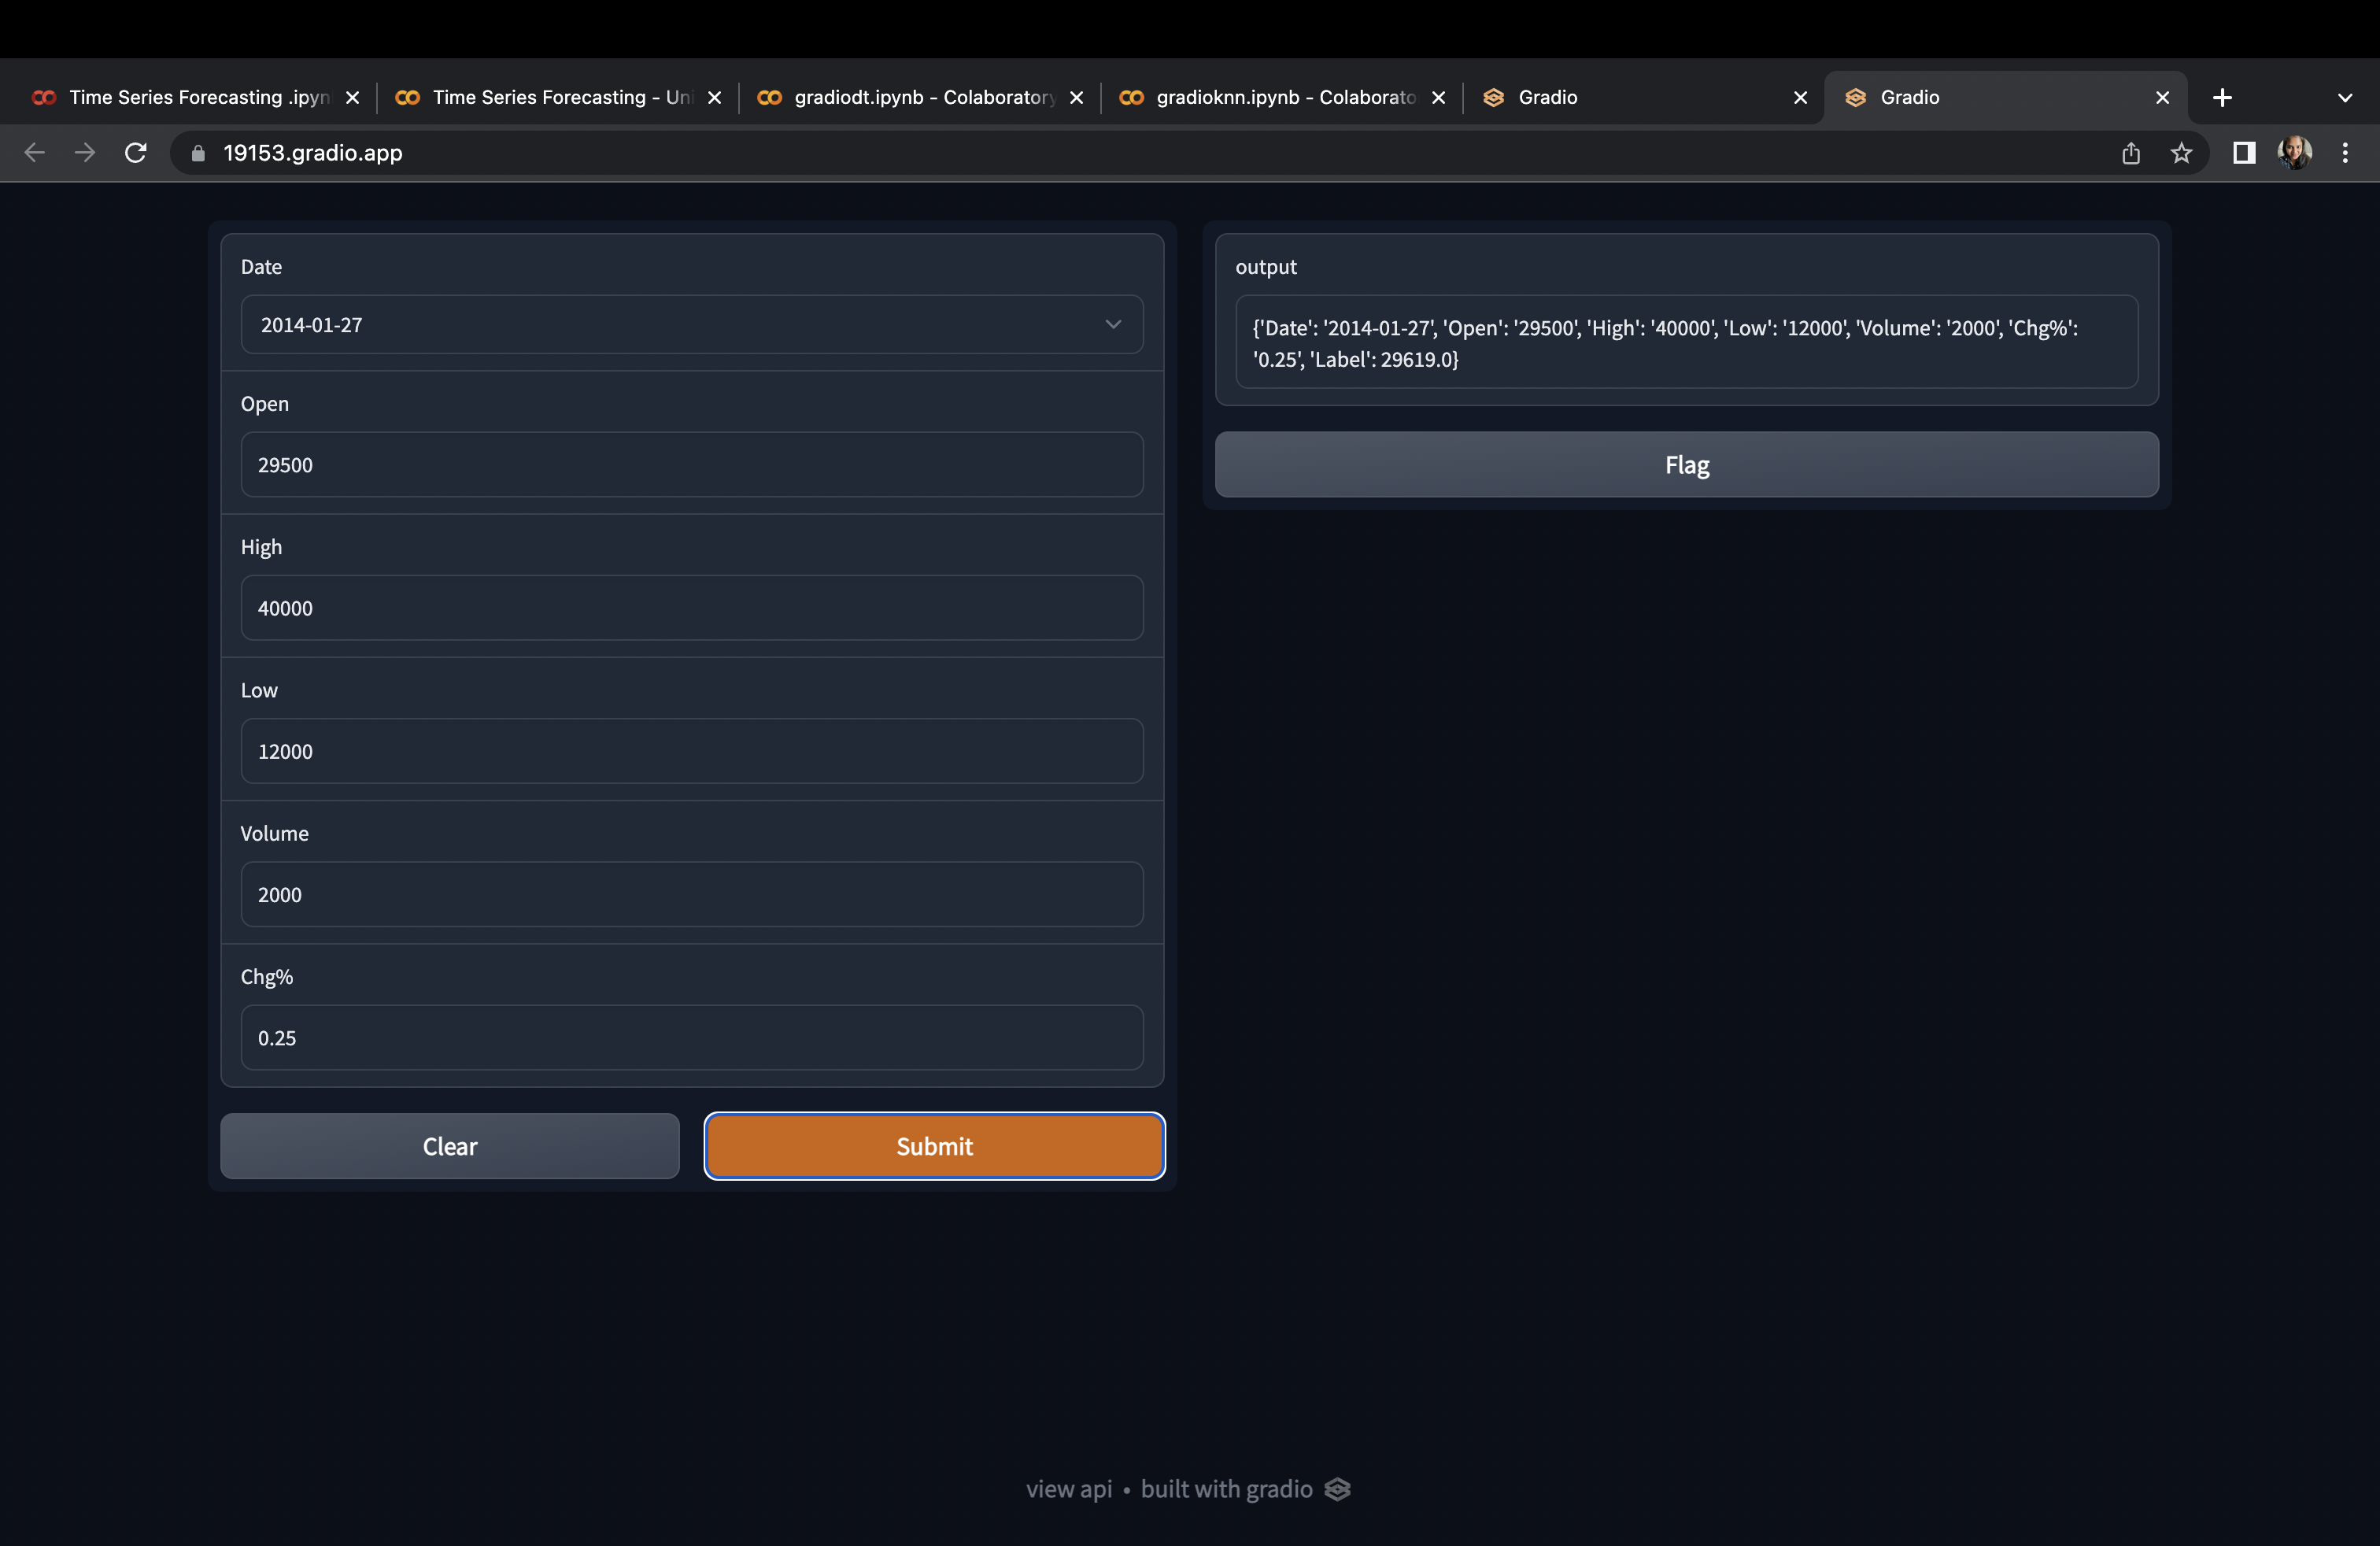 Time Series Forecasting .ipyn
Time Series Forecasting - Uni
gradiodt.ipynb - Colaboratory
gradioknn.ipynb - Colaborato
Gradio
Gradio
19153.gradio.app
Date
2014-01-27
Open
29500
High
40000
Low
12000
Volume
2000
Chg%
0.25
Clear
Submit
output
{'Date': '2014-01-27', 'Open': '29500', 'High': '40000', 'Low': '12000', 'Volume': '2000', 'Chg%':
'0.25', 'Label': 29619.0}
Flag
view api • built with gradio